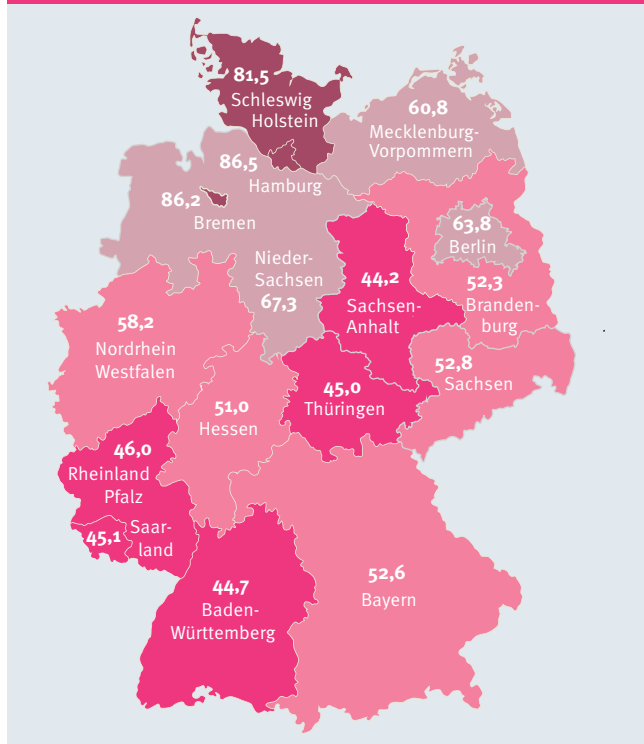 81,5
Schleswig
Holstein
60,8
Mecklenburg-
Vorpommern
86,5
Hamburg
86,2
Bremen
63,8
Berlin
Nieder-
Sachsen
67,3
44,2
Sachsen-
Anhalt
52,3
Branden-
burg
58,2
Nordrhein
Westfalen
52,8
Sachsen
51,0
Hessen
45,0
Thüringen
46,0
Rheinland
Pfalz
45,1
Saar-
land
44,7
Baden-
Württemberg
52,6
Bayern